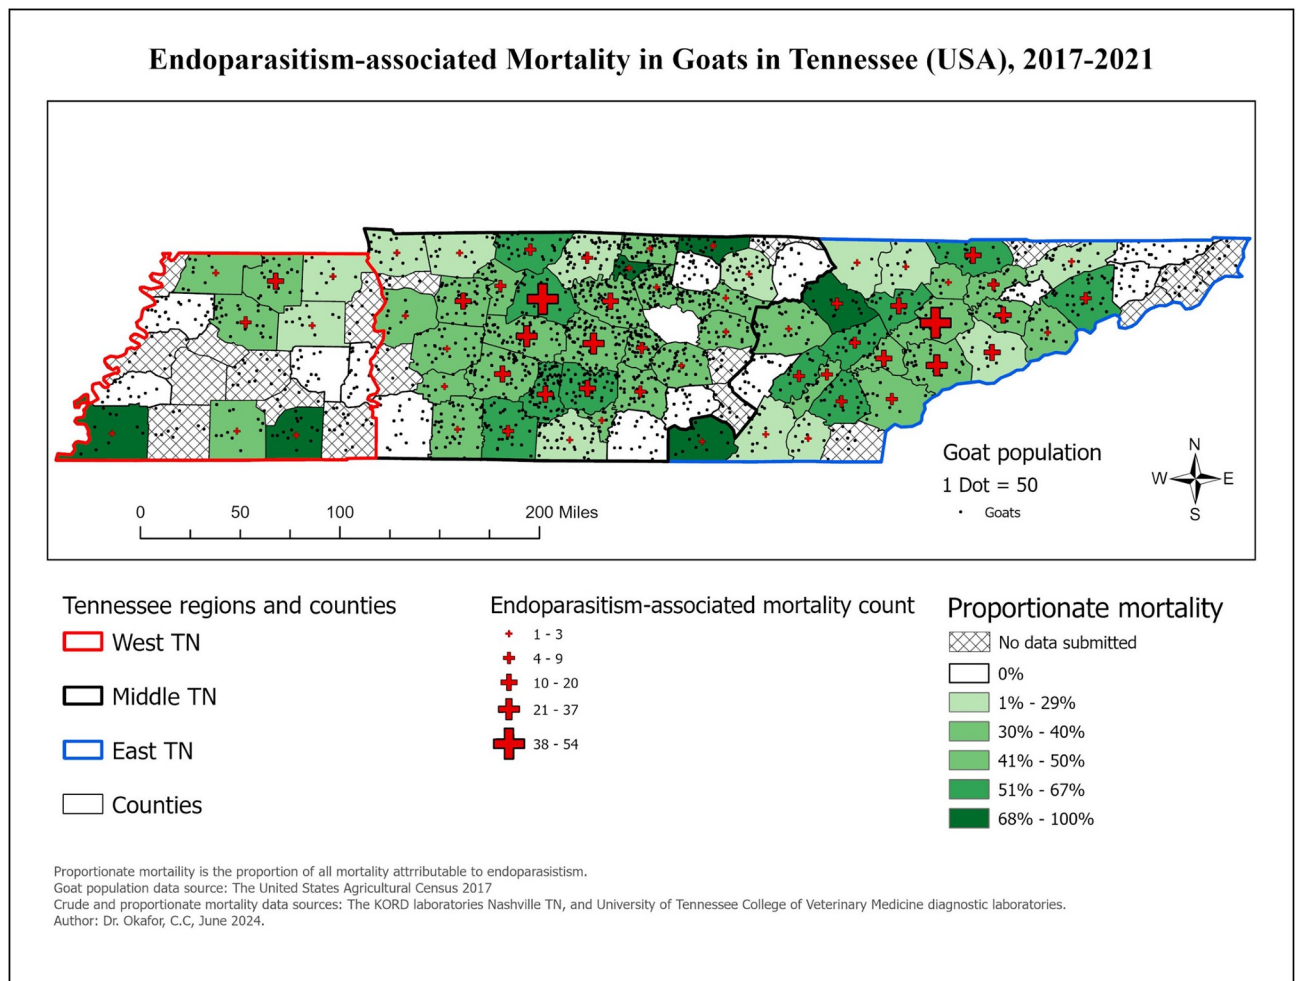 Endoparasitism-associated Mortality in Goats in Tennessee (USA), 2017-2021
Goat population
1 Dot = 50
Goats
N
W E
S
0 50 100 200 Miles
Tennessee regions and counties
West TN
Middle TN
East TN
Counties
Endoparasitism-associated mortality count
1 - 3
4 - 9
10 - 20
21 - 37
38 - 54
Proportionate mortality
No data submitted
0%
1% - 29%
30% - 40%
41% - 50%
51% - 67%
68% - 100%
Proportionate mortaility is the proportion of all mortality attrributable to endoparasistism.
Goat population data source: The United States Agricultural Census 2017
Crude and proportionate mortality data sources: The KORD laboratories Nashville TN, and University of Tennessee College of Veterinary Medicine diagnostic laboratories.
Author: Dr. Okafor, C.C, June 2024.